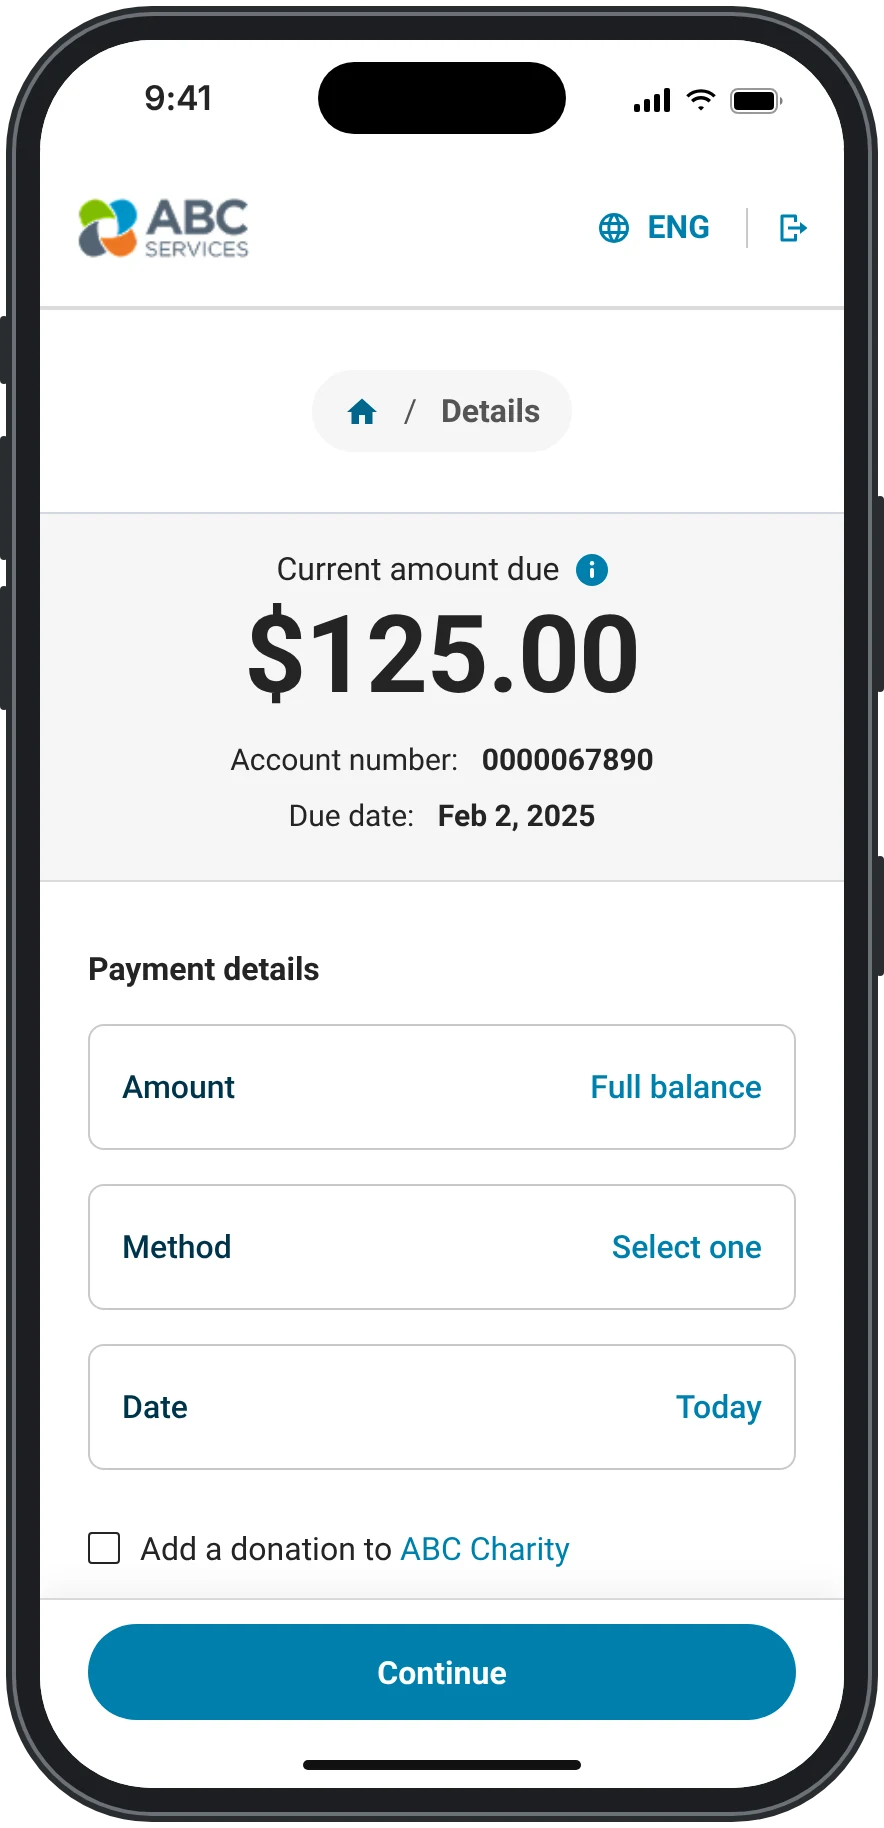 9:41
ABC
SERVICES
ENG
/ Details
Current amount due
$125.00
Account number: 0000067890
Due date: Feb 2, 2025
Payment details
Amount Full balance
Method Select one
Date Today
Add a donation to ABC Charity
Continue